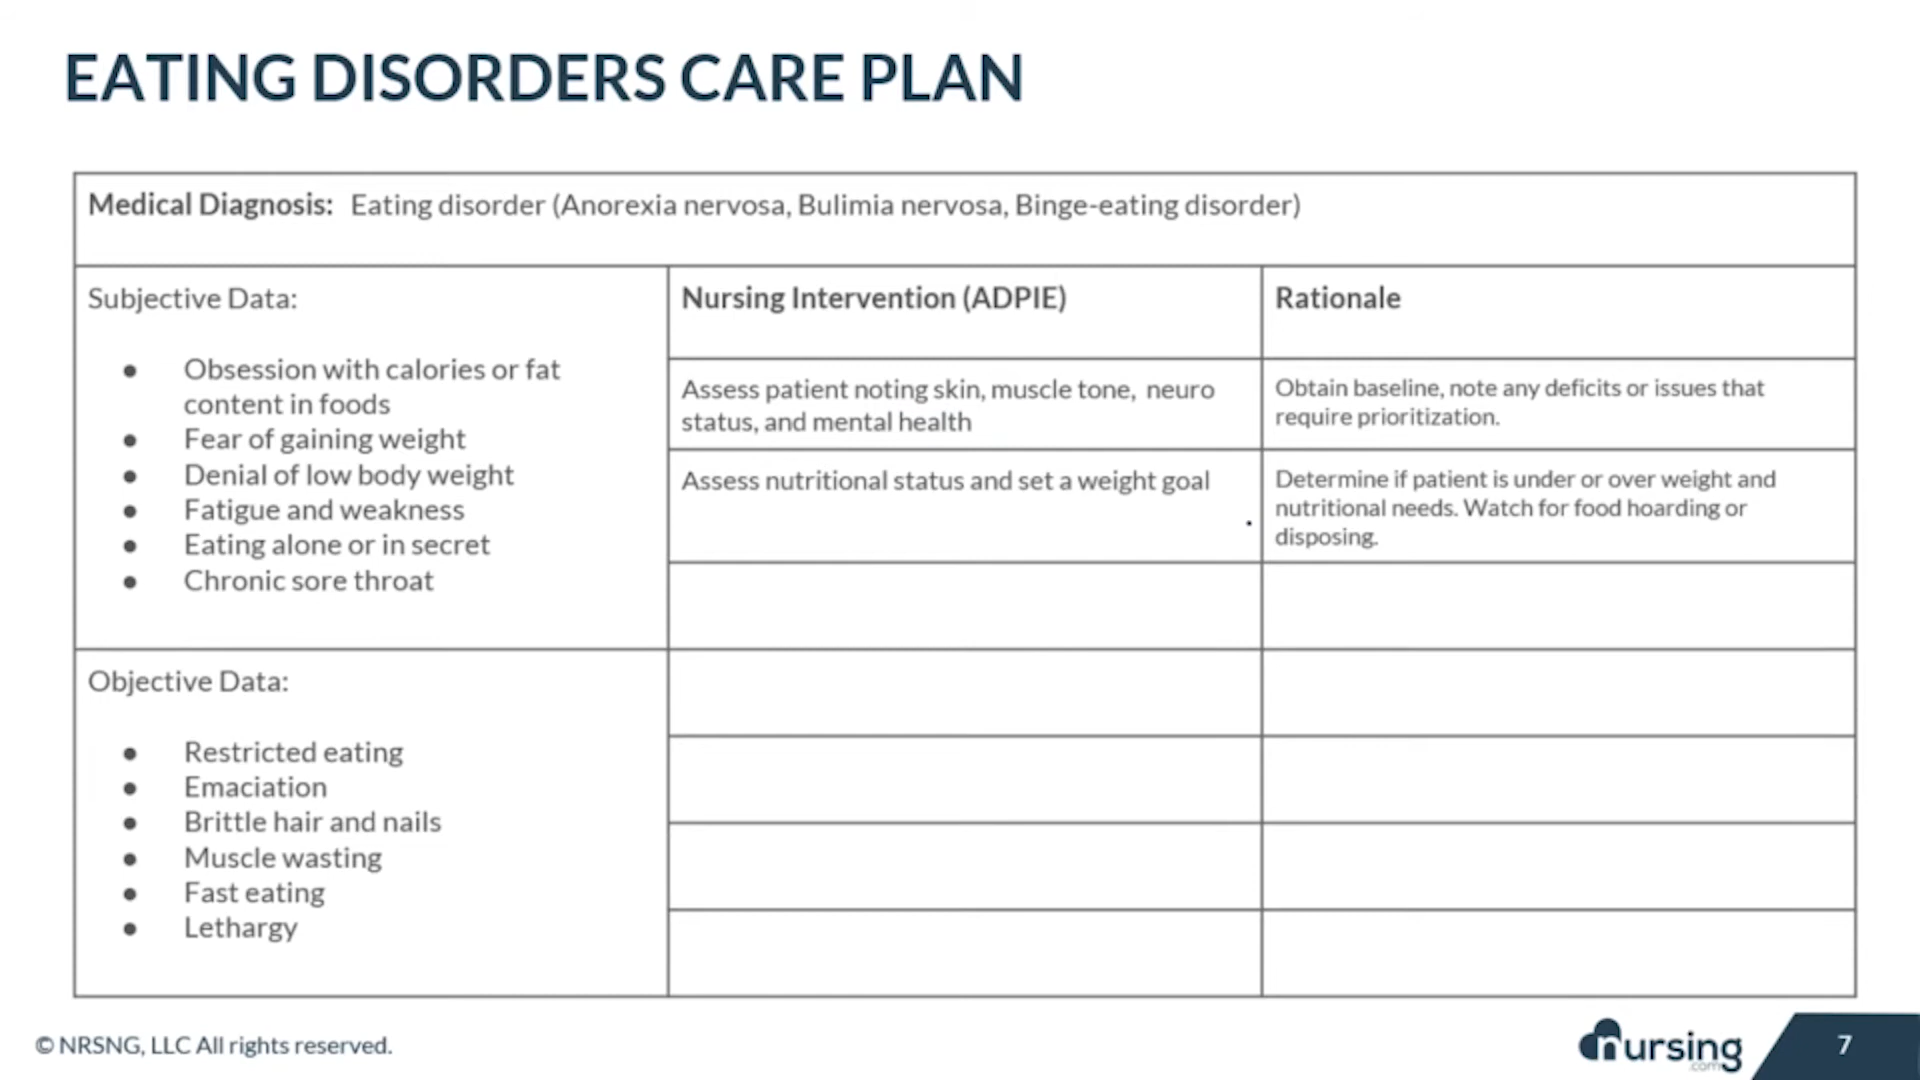 EATING DISORDERS CARE PLAN
Medical Diagnosis: Eating disorder (Anorexia nervosa, Bulimia nervosa, Binge-eating disorder)
Subjective Data:
● Obsession with calories or fat
content in foods
● Fear of gaining weight
● Denial of low body weight
● Fatigue and weakness
● Eating alone or in secret
● Chronic sore throat
Objective Data:
● Restricted eating
● Emaciation
● Brittle hair and nails
● Muscle wasting
● Fast eating
● Lethargy
Nursing Intervention (ADPIE)
Rationale
Assess patient noting skin, muscle tone, neuro
status, and mental health
Obtain baseline, note any deficits or issues that
require prioritization.
Assess nutritional status and set a weight goal
.
Determine if patient is under or over weight and
nutritional needs. Watch for food hoarding or
disposing.
© NRSNG, LLC All rights reserved.
nursing
.com
7